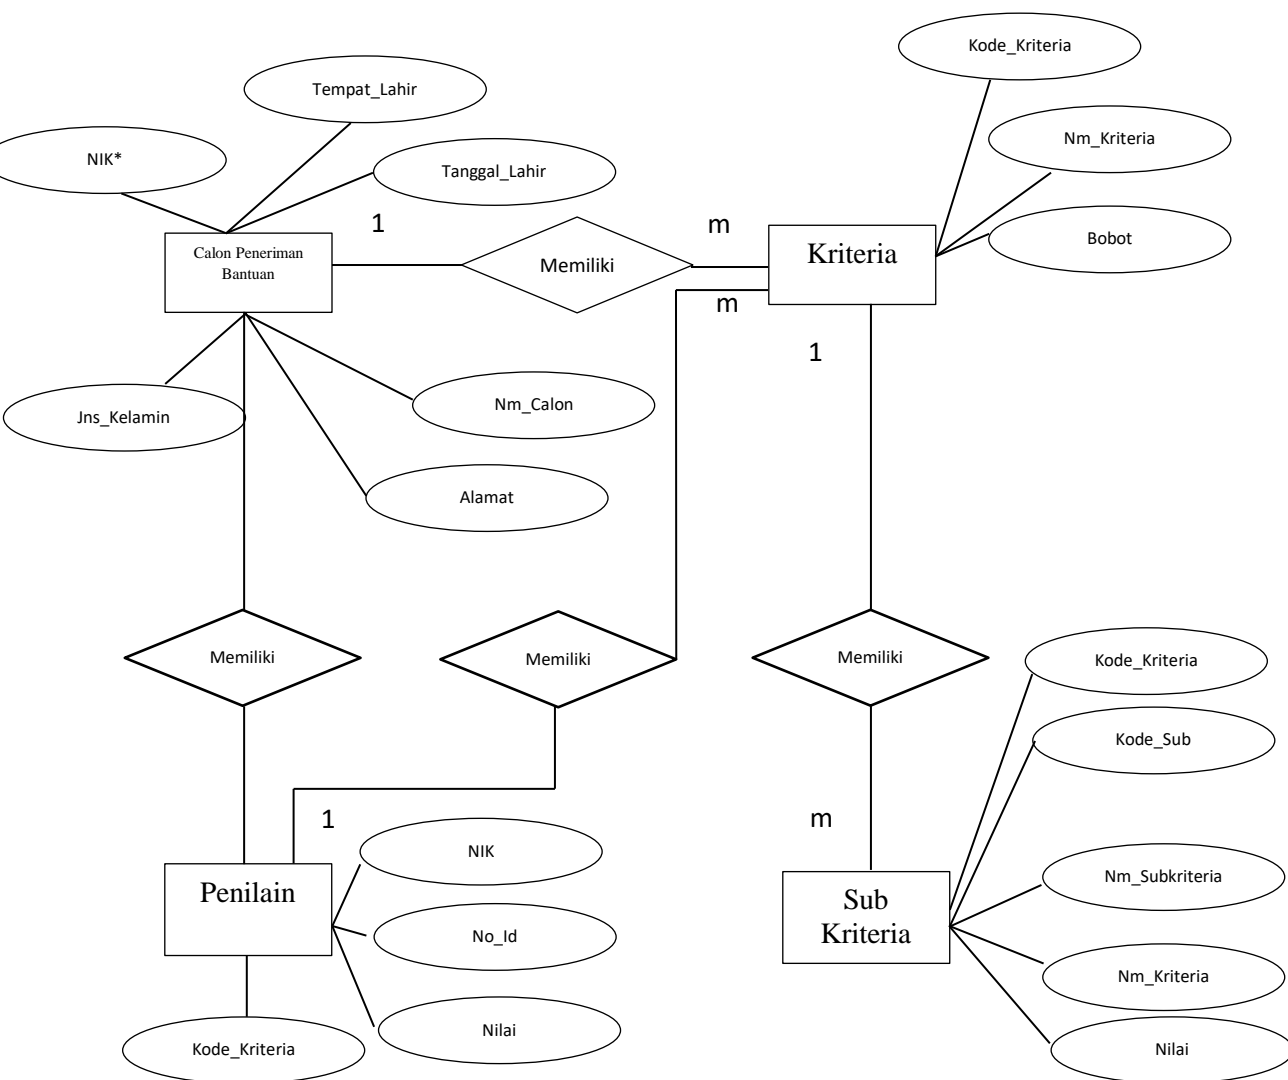 Kode_Kriteria
Tempat_Lahir
Nm_Kriteria
NIK*
Tanggal_Lahir
1
m
Bobot
Calon Peneriman
Bantuan
Memiliki
Kriteria
m
1
Nm_Calon
Jns_Kelamin
Alamat
Memiliki
Memiliki
Memiliki
Kode_Kriteria
Kode_Sub
1
m
NIK
Nm_Subkriteria
Penilain
Sub
Kriteria
No_Id
Nm_Kriteria
Nilai
Kode_Kriteria
Nilai